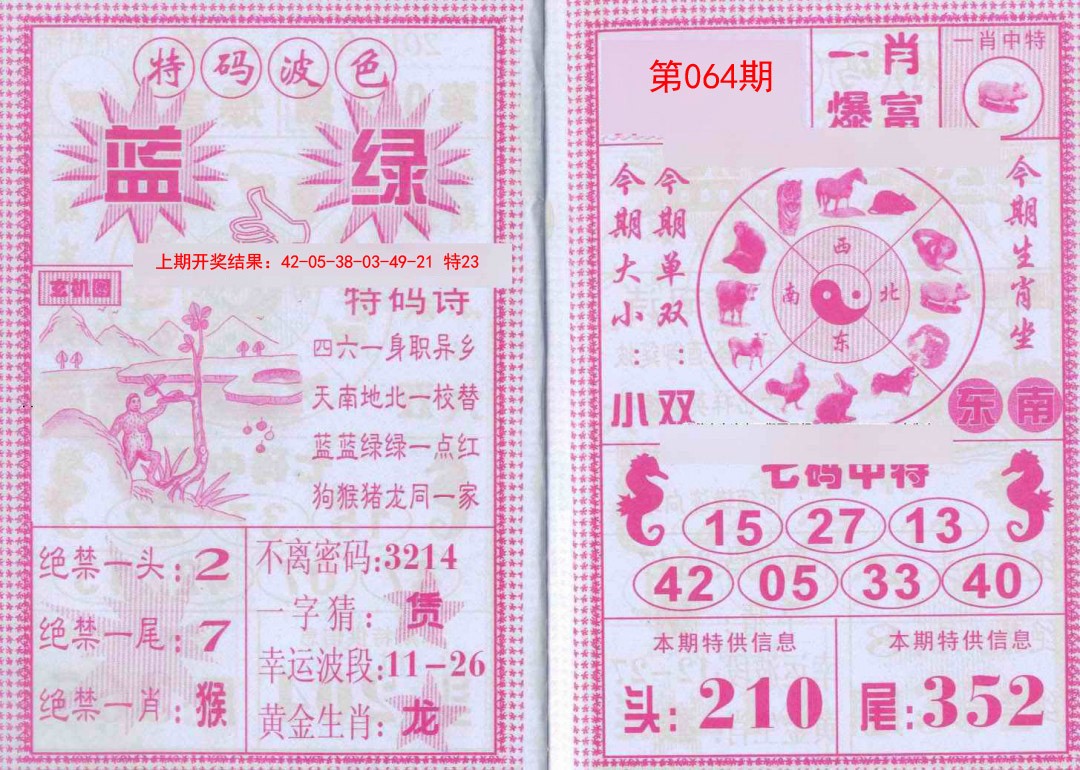 特码波色
蓝 绿
上期开奖结果：42-05-38-03-49-21 特23
玄机图
特码诗
四六一身职异乡
天南地北一校替
蓝蓝绿绿一点红
狗猴猪龙同一家
绝禁一头：2
绝禁一尾：7
绝禁一肖：猴
不离密码:3214
一字猜：赁
幸运波段:11-26
黄金生肖：龙
第064期
一肖
爆富
一肖中特
今期大小：小
今期单双：双
西
南 北
东
今期生肖坐
东南
七码中特
15 27 13
42 05 33 40
本期特供信息
头：210
本期特供信息
尾:352